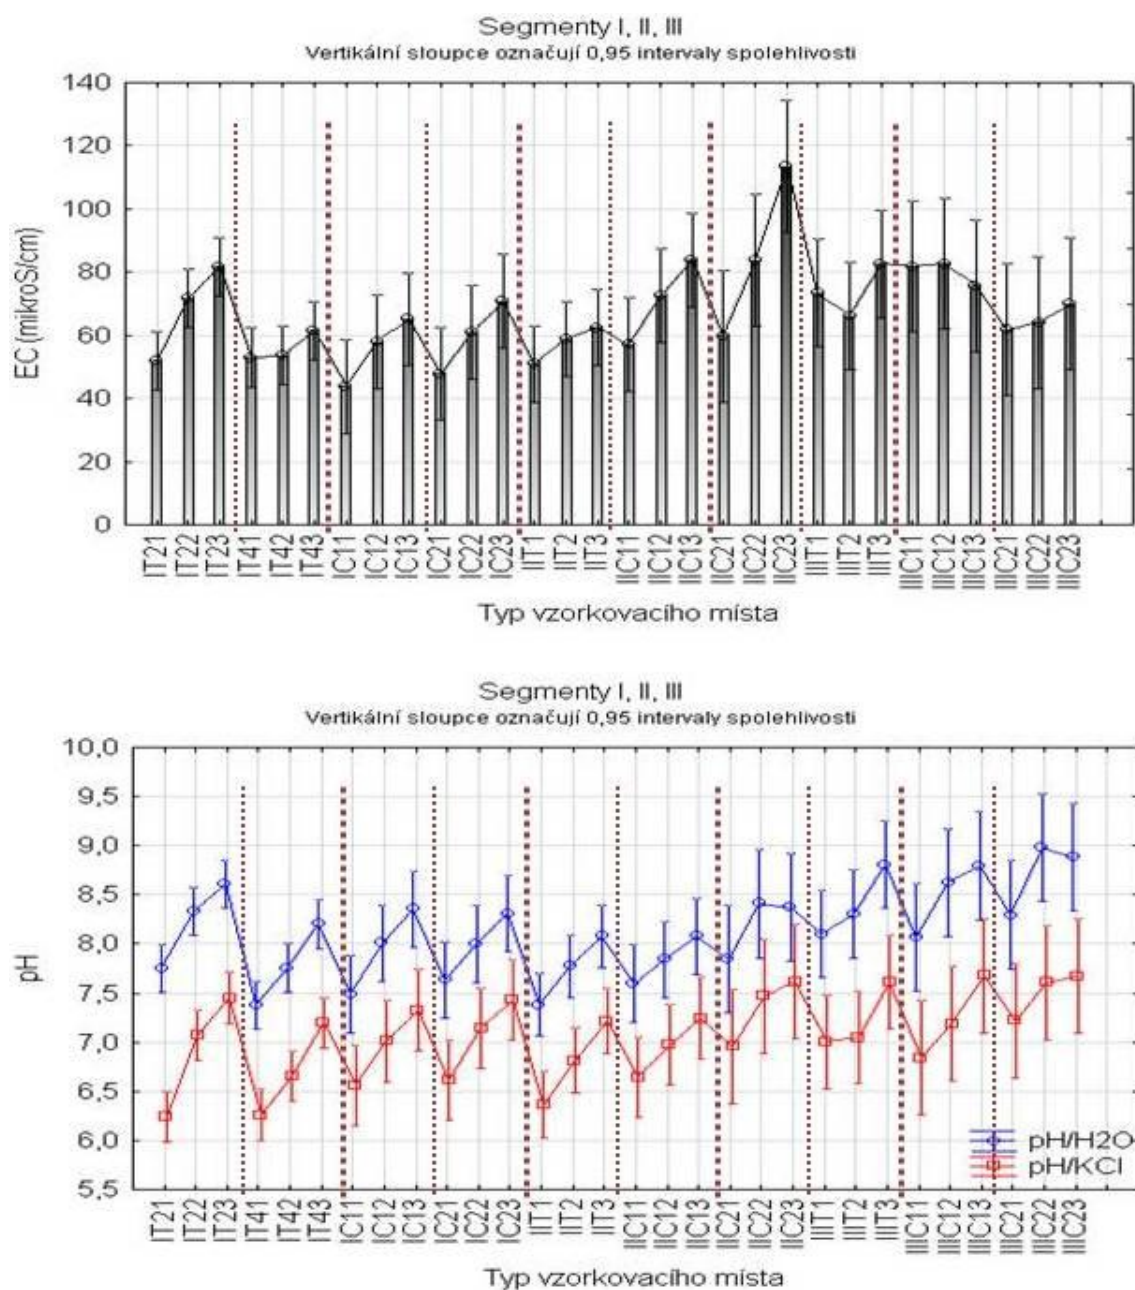 Segmenty I, II, III
Vertikální sloupce označují 0,95 intervaly spolehlivosti
140
120
100
80
60
40
20
0
EC (mikroS/cm)
IT21 IT22 IT23 IT41 IT42 IT43 IC11 IC12 IC13 IC21 IC22 IC23 IIT1 IIT2 IIT3 IIC11 IIC12 IIC13 IIC21 IIC22 IIC23 IIIT1 IIIT2 IIIT3 IIIC11 IIIC12 IIIC13 IIIC21 IIIC22 IIIC23
Typ vzorkovacího místa
Segmenty I, II, III
Vertikální sloupce označují 0,95 intervaly spolehlivosti
10,0
9,5
9,0
8,5
8,0
7,5
7,0
6,5
6,0
5,5
pH
pH/H2O
pH/KCl
IT21 IT22 IT23 IT41 IT42 IT43 IC11 IC12 IC13 IC21 IC22 IC23 IIT1 IIT2 IIT3 IIC11 IIC12 IIC13 IIC21 IIC22 IIC23 IIIT1 IIIT2 IIIT3 IIIC11 IIIC12 IIIC13 IIIC21 IIIC22 IIIC23
Typ vzorkovacího místa